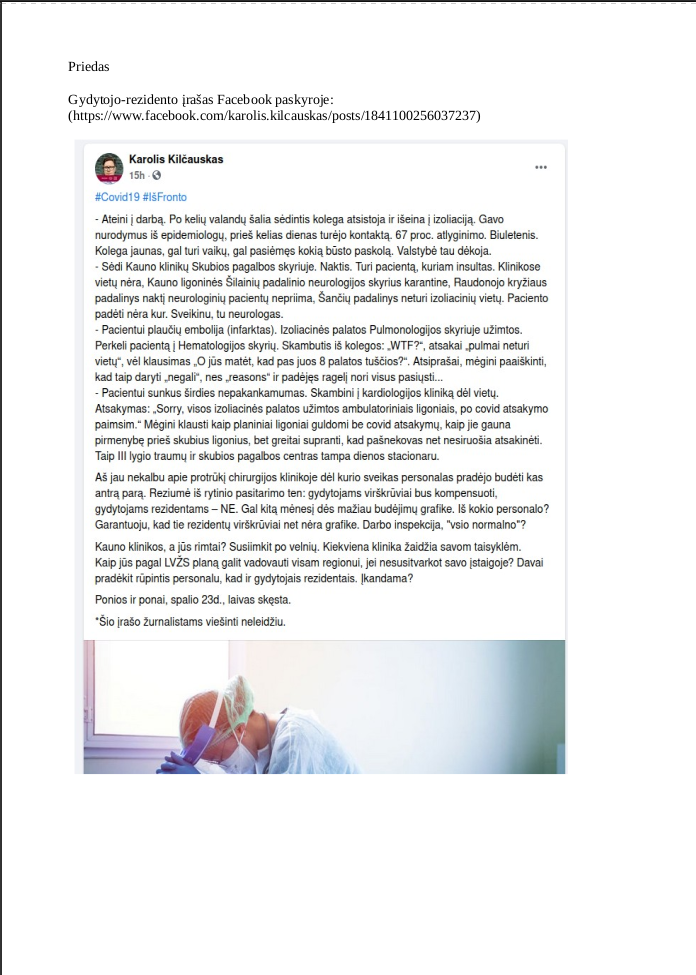 Priedas
Gydytojo-rezidento įrašas Facebook paskyroje:
(https://www.facebook.com/karolis.kilcauskas/posts/1841100256037237)
Karolis Kilčauskas
15h ·
#Covid19 #IšFronto
- Ateini į darbą. Po kelių valandų šalia sėdintis kolega atsistoja ir išeina į izoliaciją. Gavo
nurodymus iš epidemiologų, prieš kelias dienas turėjo kontaktą. 67 proc. atlyginimo. Biuletenis.
Kolega jaunas, gal turi vaikų, gal pasiėmęs kokią būsto paskolą. Valstybė tau dėkoja.
- Sėdi Kauno klinikų Skubios pagalbos skyriuje. Naktis. Turi pacientą, kuriam insultas. Klinikose
vietų nėra, Kauno ligoninės Šilainių padalinio neurologijos skyrius karantine, Raudonojo kryžiaus
padalinys naktį neurologinių pacientų nepriima, Šančių padalinys neturi izoliacinių vietų. Paciento
padėti nėra kur. Sveikinu, tu neurologas.
- Pacientui plaučių embolija (infarktas). Izoliacinės palatos Pulmonologijos skyriuje užimtos.
Perkeli pacientą į Hematologijos skyrių. Skambutis iš kolegos: „WTF?“, atsakai „pulmai neturi
vietų“, vėl klausimas „O jūs matėt, kad pas juos 8 palatos tuščios?“. Atsiprašai, mėgini paaiškinti,
kad taip daryti „negali“, nes „reasons“ ir padėjęs ragelį nori visus pasiųsti...
- Pacientui sunkus širdies nepakankamumas. Skambini į kardiologijos kliniką dėl vietų.
Atsakymas: „Sorry, visos izoliacinės palatos užimtos ambulatoriniais ligoniais, po covid atsakymo
paimsim.“ Mėgini klausti kaip planiniai ligoniai guldomi be covid atsakymų, kaip jie gauna
pirmenybę prieš skubius ligonius, bet greitai supranti, kad pašnekovas net nesiruošia atsakinėti.
Taip III lygio traumų ir skubios pagalbos centras tampa dienos stacionaru.
Aš jau nekalbu apie protrūkį chirurgijos klinikoje dėl kurio sveikas personalas pradėjo budėti kas
antrą parą. Reziumė iš rytinio pasitarimo ten: gydytojams virškrūviai bus kompensuoti,
gydytojams rezidentams – NE. Gal kitą mėnesį dės mažiau budėjimų grafike. Iš kokio personalo?
Garantuoju, kad tie rezidentų virškrūviai net nėra grafike. Darbo inspekcija, "vsio normalno"?
Kauno klinikos, a jūs rimtai? Susiimkit po velnių. Kiekviena klinika žaidžia savom taisyklėm.
Kaip jūs pagal LVŽS planą galit vadovauti visam regionui, jei nesusitvarkot savo įstaigoje? Davai
pradėkit rūpintis personalu, kad ir gydytojais rezidentais. Įkandama?
Ponios ir ponai, spalio 23d., laivas skęsta.
*Šio įrašo žurnalistams viešinti neleidžiu.